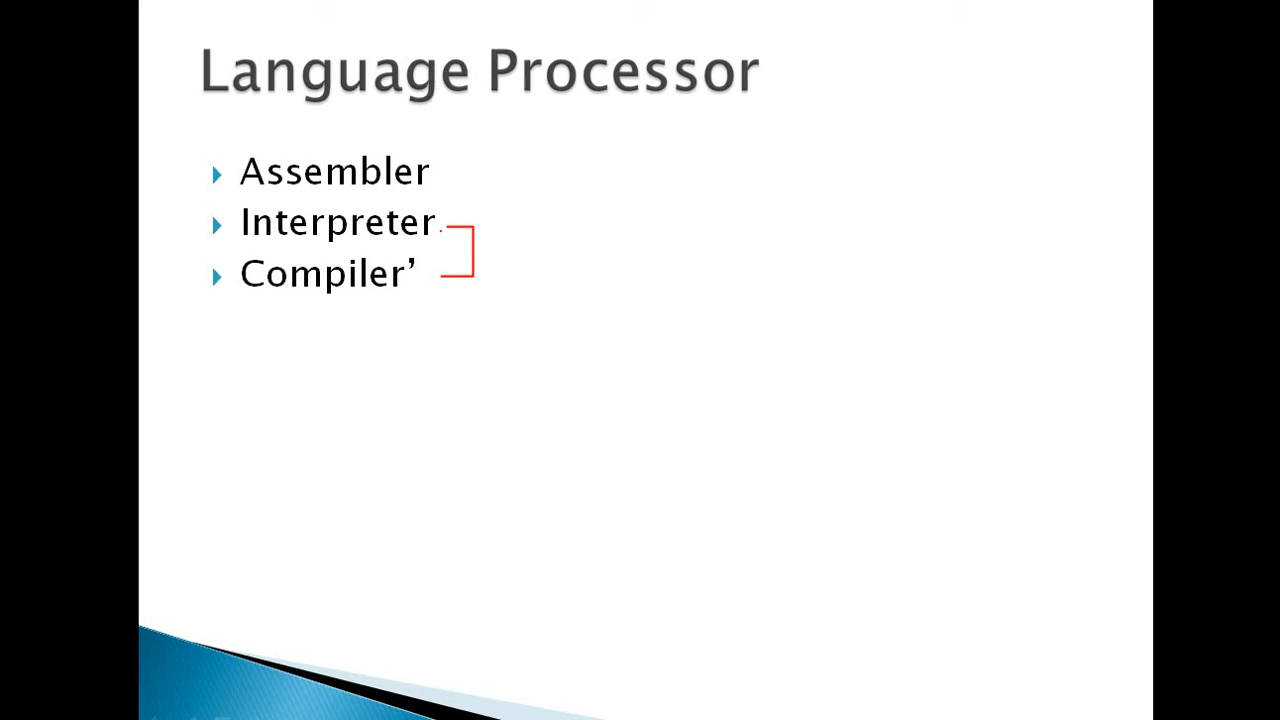 Language Processor
Assembler
Interpreter
Compiler’